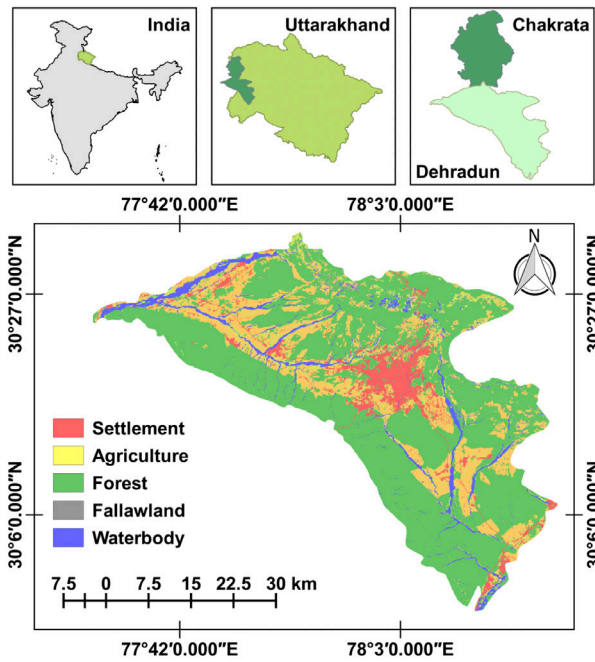 India
Uttarakhand
Chakrata
Dehradun
77°42′0.000″E 78°3′0.000″E
30°27′0.000″N
30°6′0.000″N
N
30°27′0.000″N
30°6′0.000″N
Settlement
Agriculture
Forest
Fallawland
Waterbody
7.5 0 7.5 15 22.5 30 km
77°42′0.000″E 78°3′0.000″E